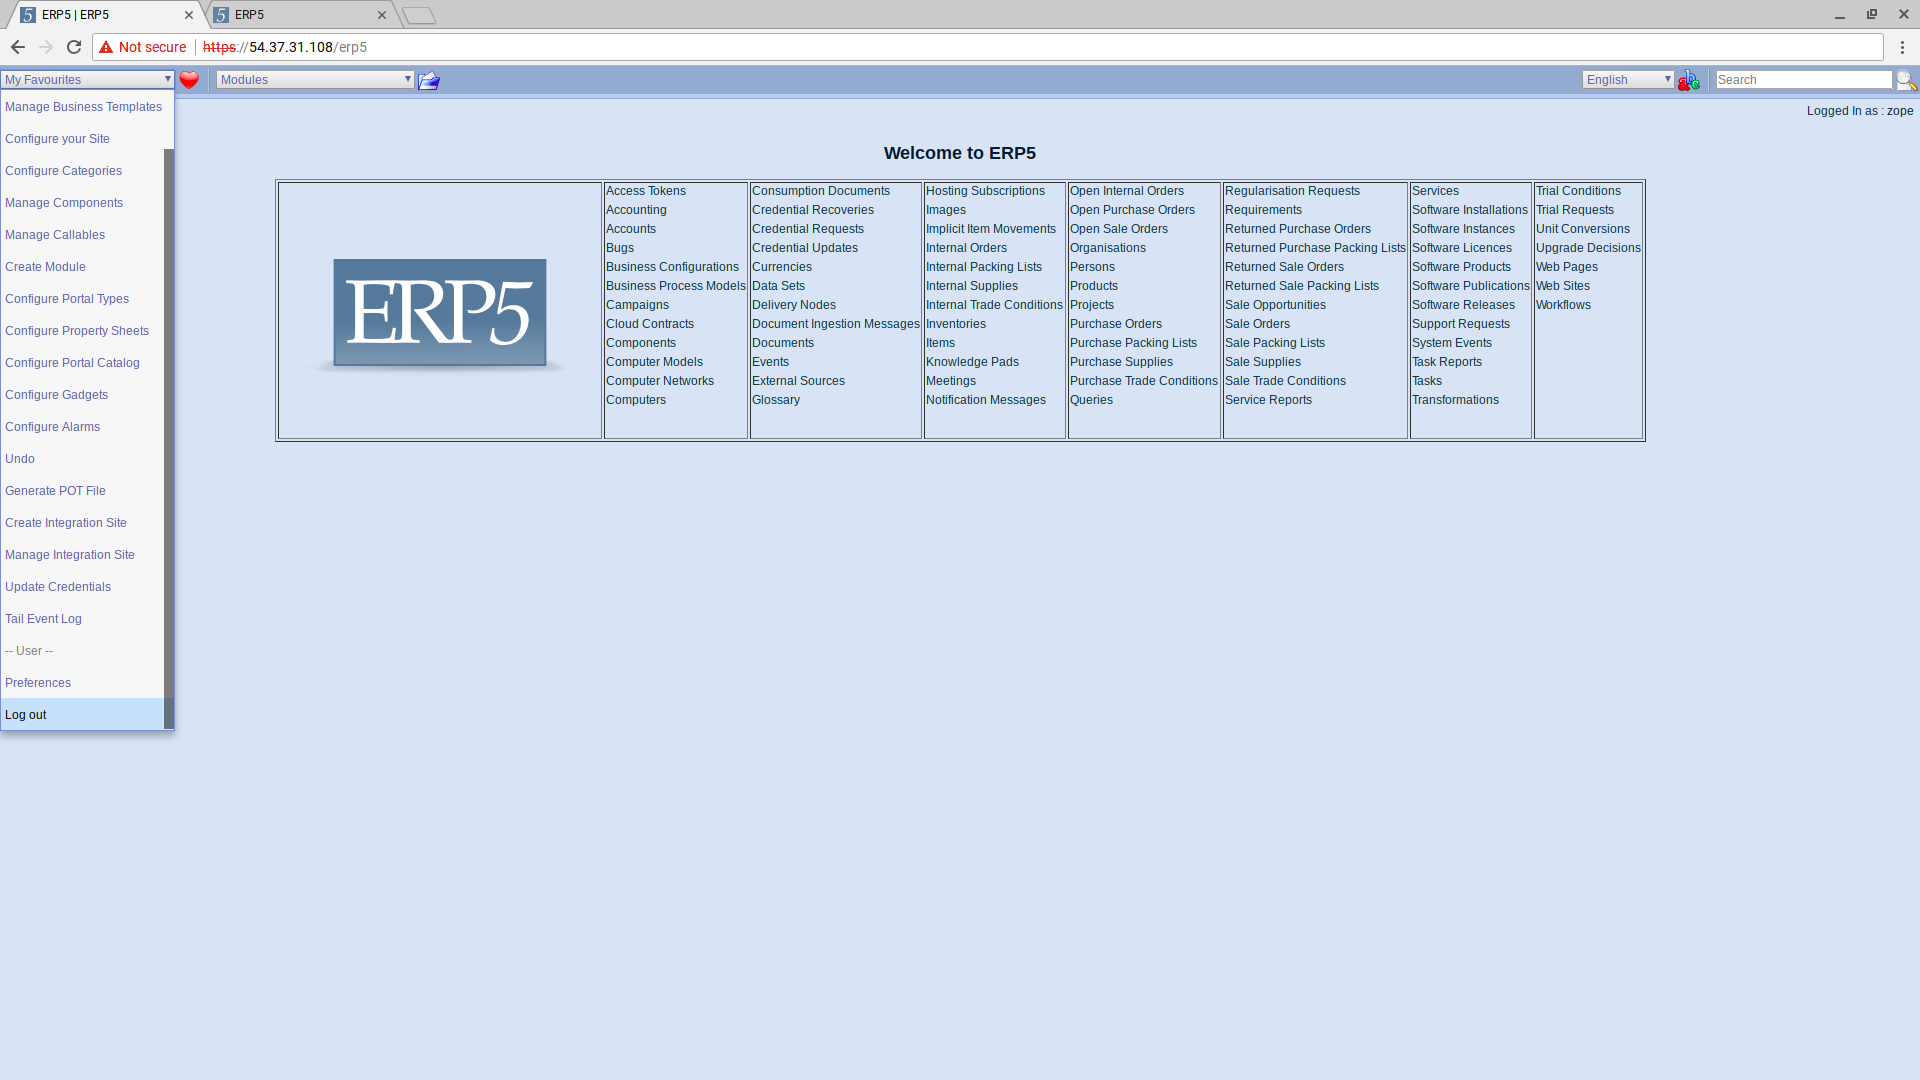 ERP5 | ERP5
ERP5
Not secure
https://54.37.31.108/erp5
My Favourites
Modules
English
Search
Logged In as : zope
Manage Business Templates
Configure your Site
Configure Categories
Manage Components
Manage Callables
Create Module
Configure Portal Types
Configure Property Sheets
Configure Portal Catalog
Configure Gadgets
Configure Alarms
Undo
Generate POT File
Create Integration Site
Manage Integration Site
Update Credentials
Tail Event Log
-- User --
Preferences
Log out
Welcome to ERP5
ERP5
Access Tokens
Accounting
Accounts
Bugs
Business Configurations
Business Process Models
Campaigns
Cloud Contracts
Components
Computer Models
Computer Networks
Computers
Consumption Documents
Credential Recoveries
Credential Requests
Credential Updates
Currencies
Data Sets
Delivery Nodes
Document Ingestion Messages
Documents
Events
External Sources
Glossary
Hosting Subscriptions
Images
Implicit Item Movements
Internal Orders
Internal Packing Lists
Internal Supplies
Internal Trade Conditions
Inventories
Items
Knowledge Pads
Meetings
Notification Messages
Open Internal Orders
Open Purchase Orders
Open Sale Orders
Organisations
Persons
Products
Projects
Purchase Orders
Purchase Packing Lists
Purchase Supplies
Purchase Trade Conditions
Queries
Regularisation Requests
Requirements
Returned Purchase Orders
Returned Purchase Packing Lists
Returned Sale Orders
Returned Sale Packing Lists
Sale Opportunities
Sale Orders
Sale Packing Lists
Sale Supplies
Sale Trade Conditions
Service Reports
Services
Software Installations
Software Instances
Software Licences
Software Products
Software Publications
Software Releases
Support Requests
System Events
Task Reports
Tasks
Transformations
Trial Conditions
Trial Requests
Unit Conversions
Upgrade Decisions
Web Pages
Web Sites
Workflows